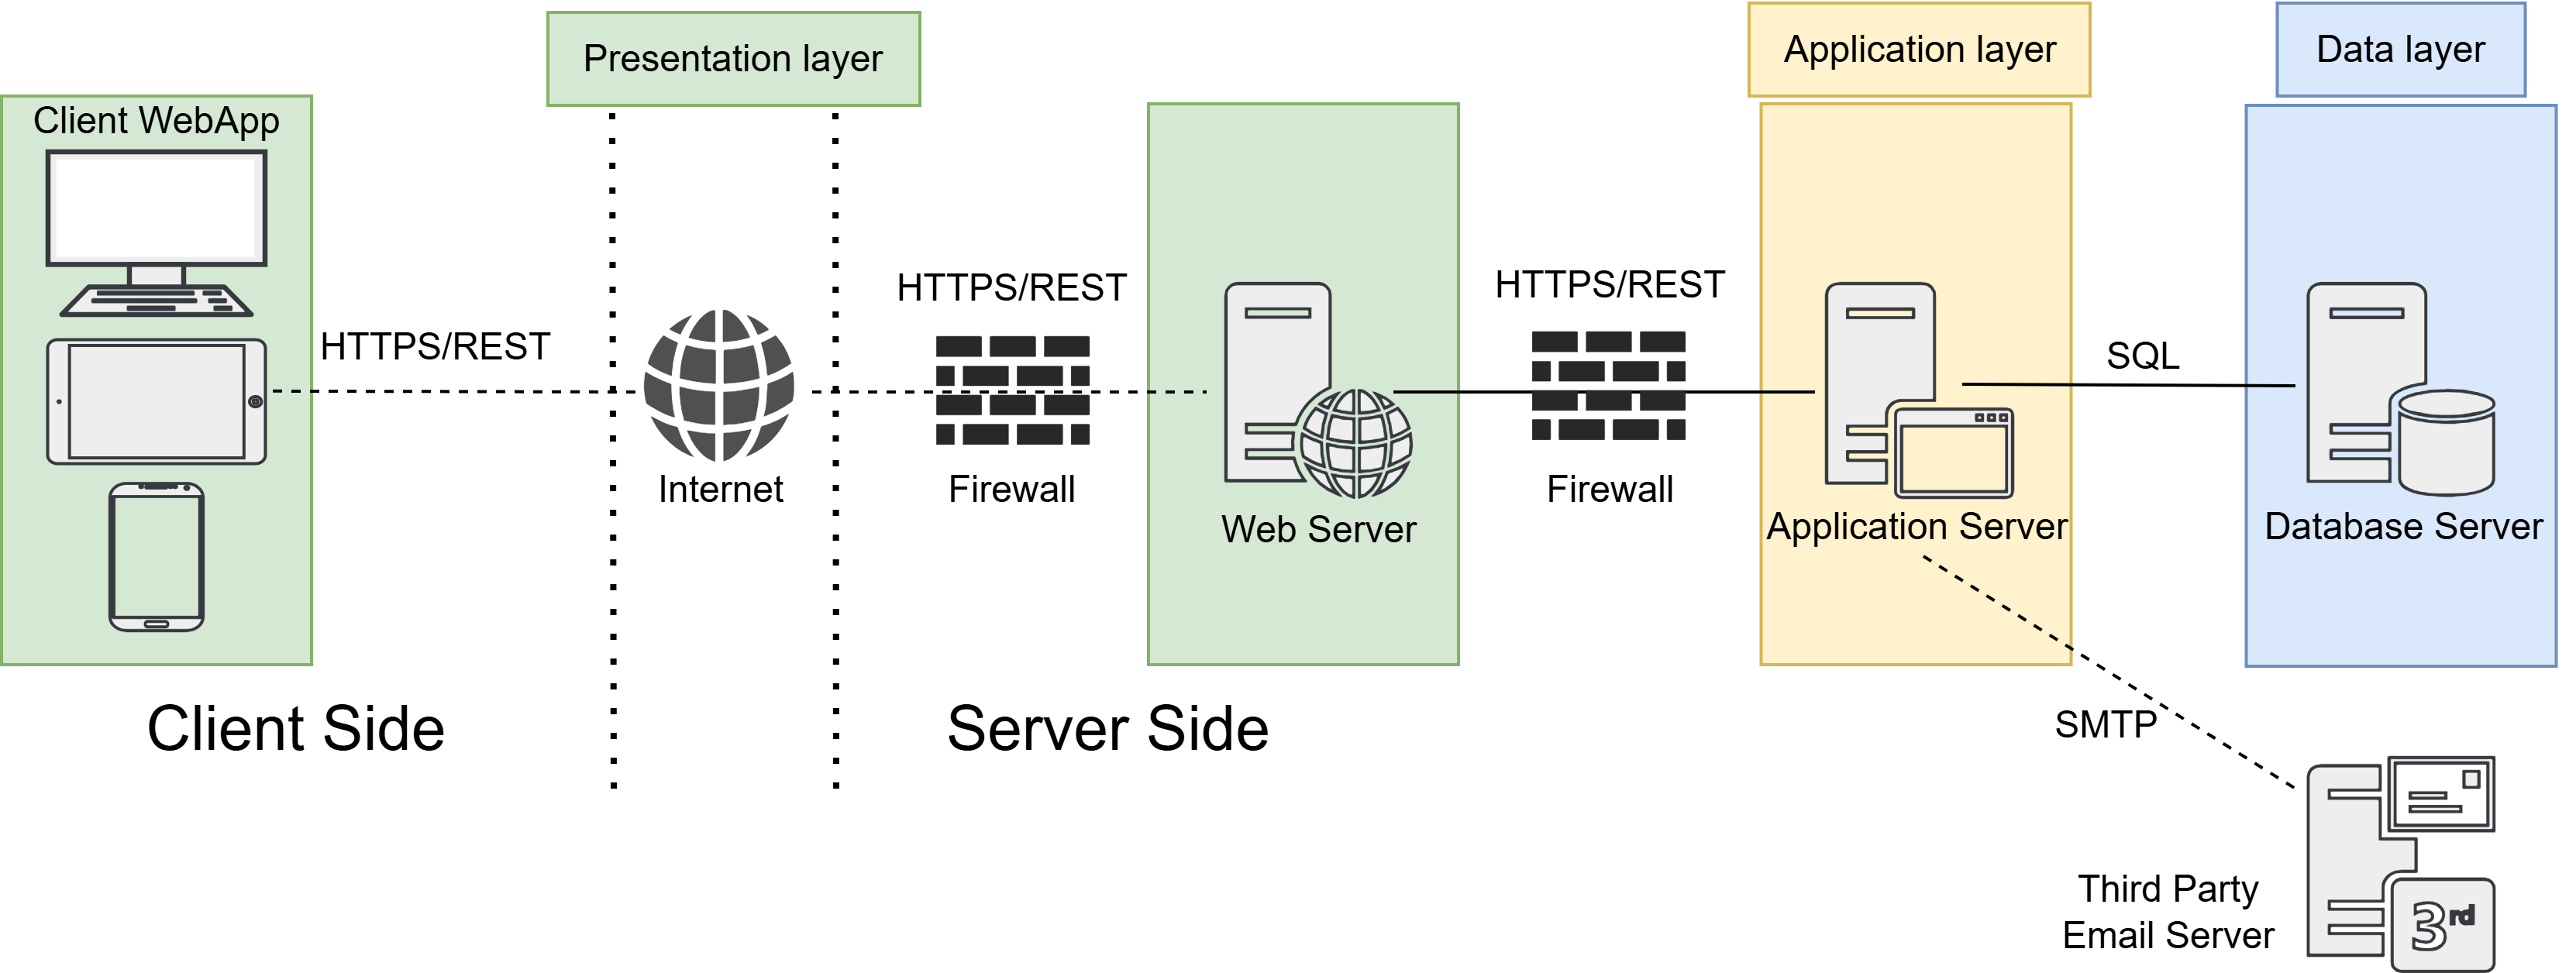 Presentation layer
Application layer
Data layer
Client WebApp
HTTPS/REST
HTTPS/REST
HTTPS/REST
SQL
Internet
Firewall
Web Server
Firewall
Application Server
Database Server
Client Side
Server Side
SMTP
Third Party
Email Server
3rd